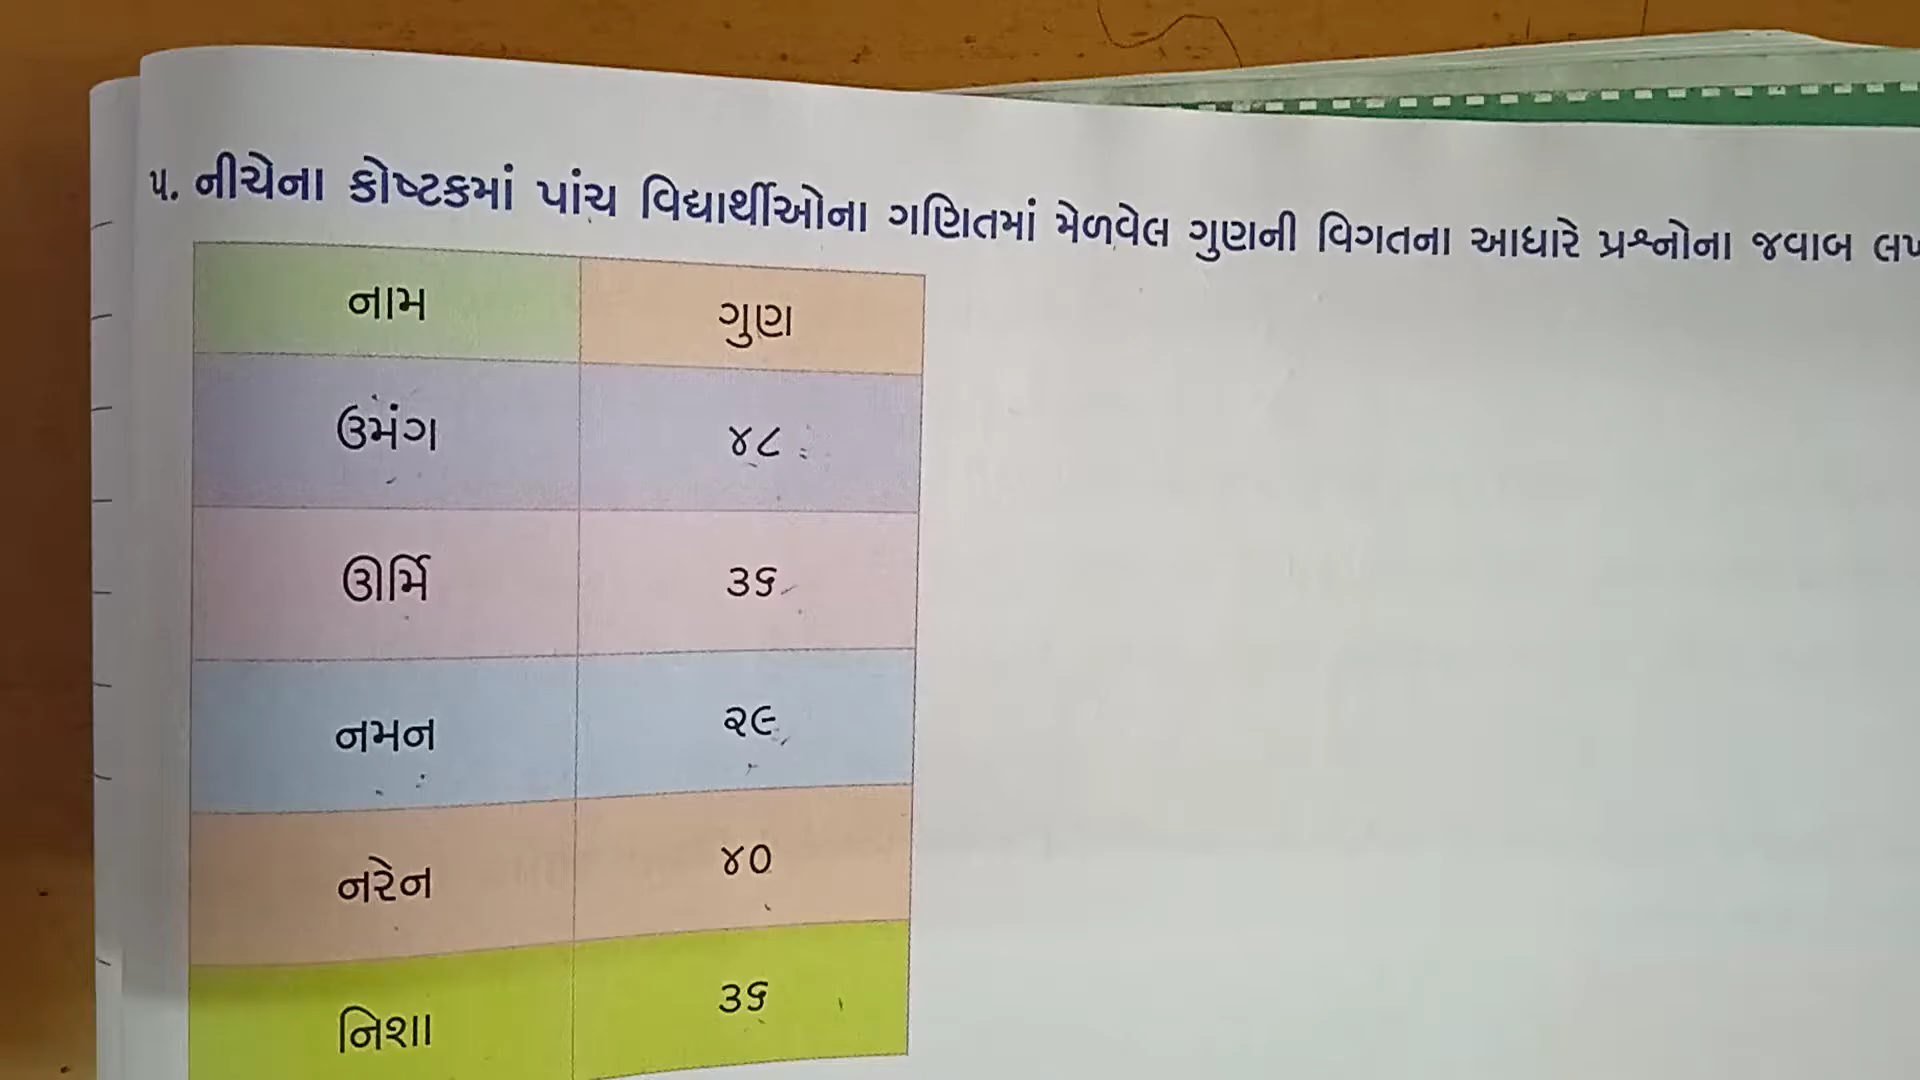 ૫. નીચેના કોષ્ટકમાં પાંચ વિદ્યાર્થીઓના ગણિતમાં મેળવેલ ગુણની વિગતના આધારે પ્રશ્નોના જવાબ
નામ ગુણ
ઉમંગ ૪૮
ઊર્મિ ૩૬
નમન ૨૯
નરેન ૪૦
નિશા ૩૬